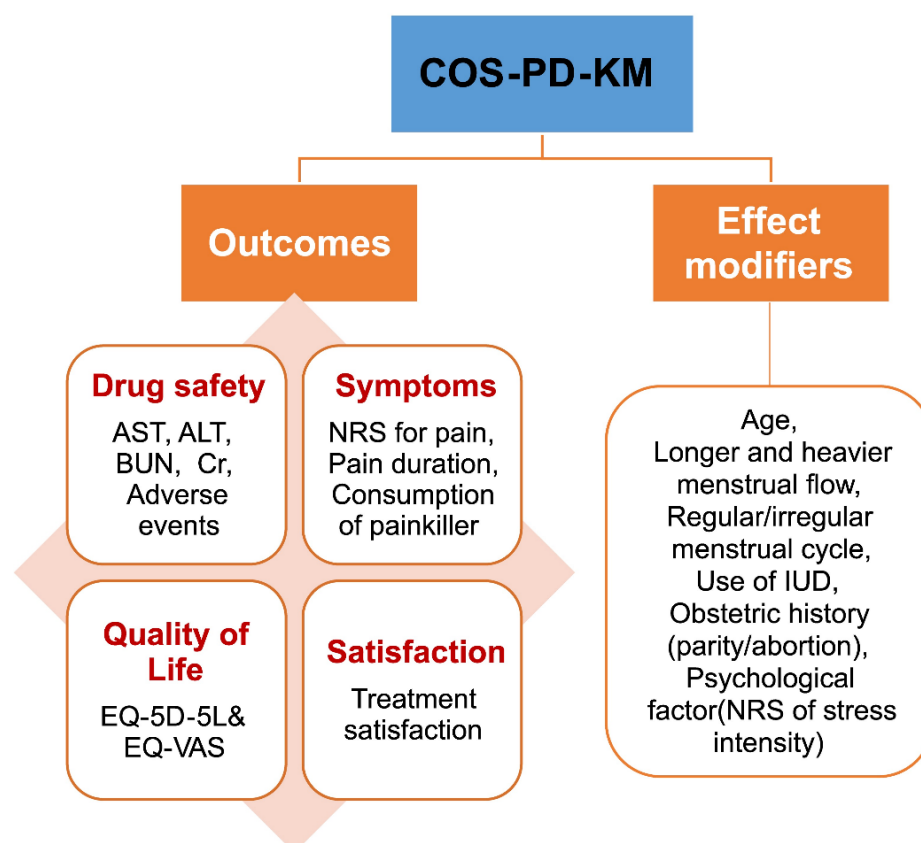 COS-PD-KM
Outcomes
Effect
modifiers
Drug safety
AST, ALT,
BUN, Cr,
Adverse
events
Symptoms
NRS for pain,
Pain duration,
Consumption
of painkiller
Quality of
Life
EQ-5D-5L&
EQ-VAS
Satisfaction
Treatment
satisfaction
Age,
Longer and heavier
menstrual flow,
Regular/irregular
menstrual cycle,
Use of IUD,
Obstetric history
(parity/abortion),
Psychological
factor(NRS of stress
intensity)